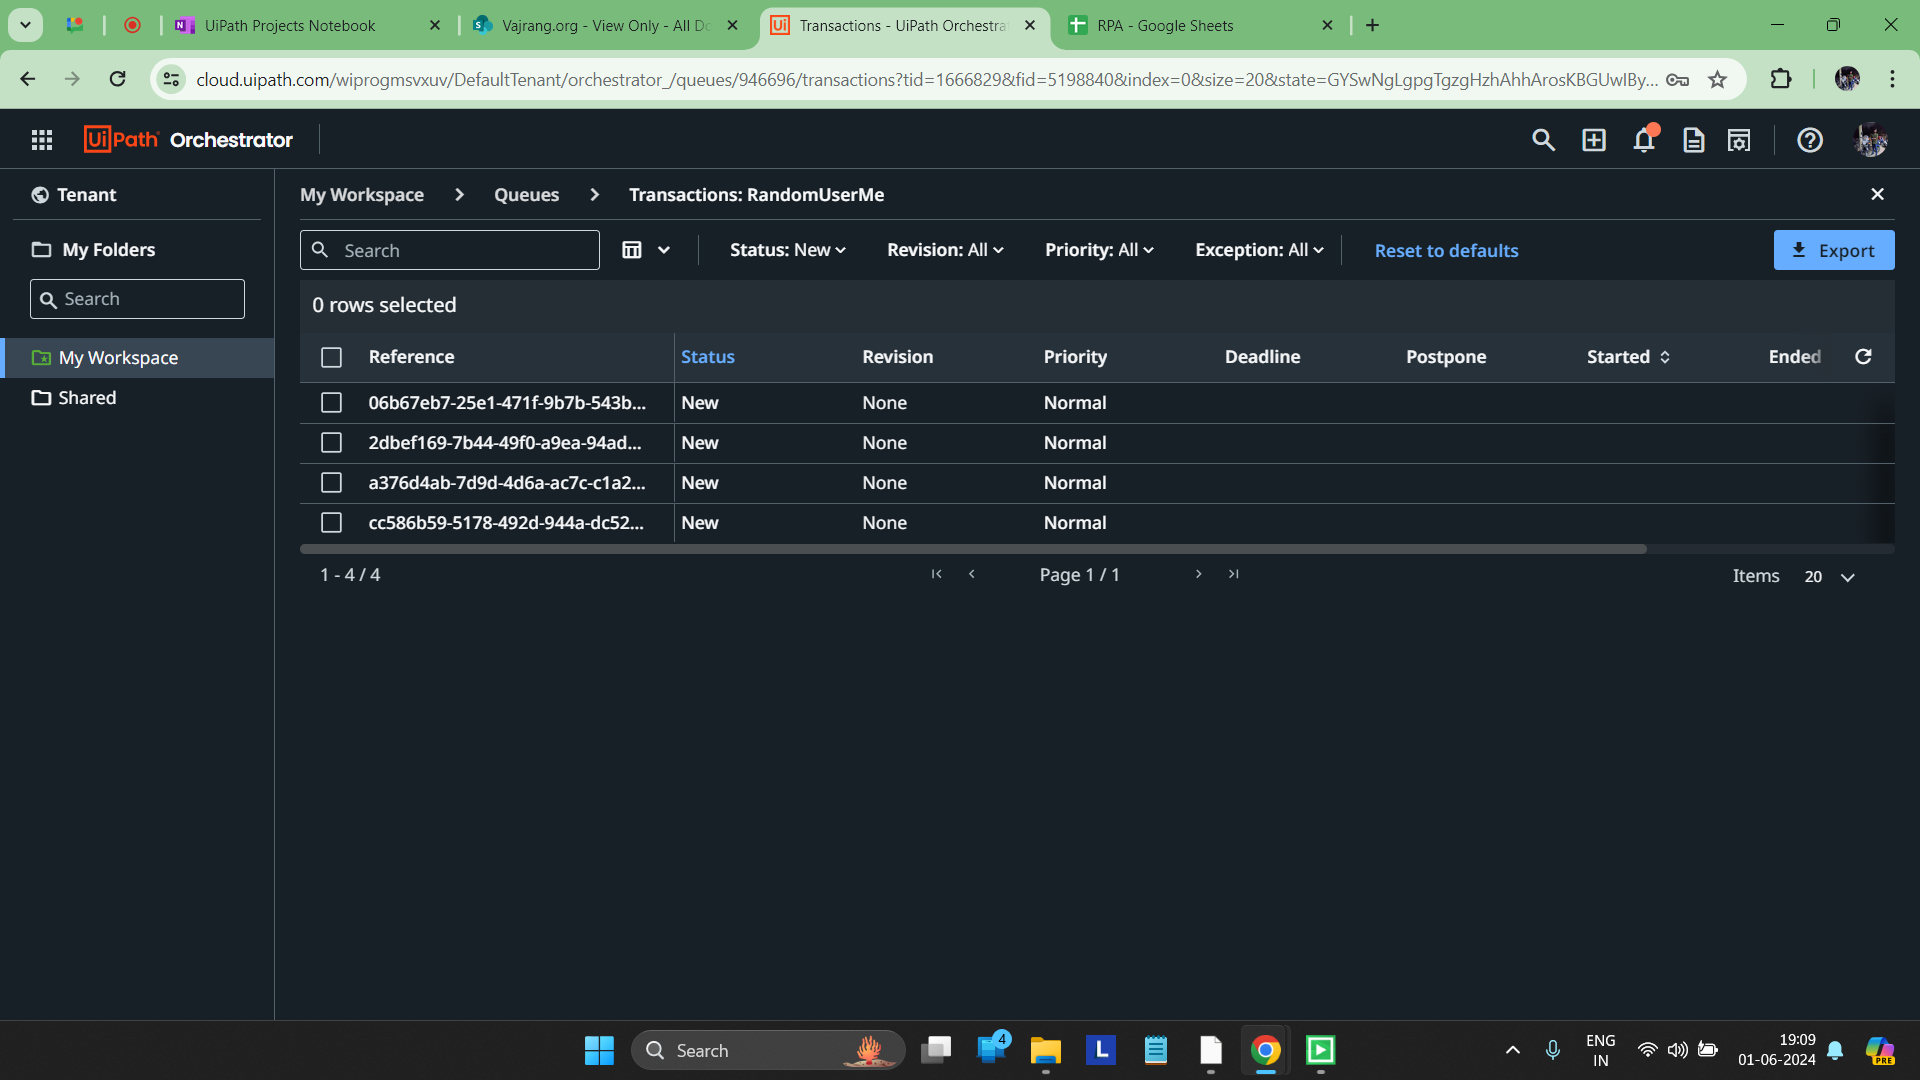 UiPath Projects Notebook
Vajrang.org - View Only - All Do
Transactions - UiPath Orchestra
RPA - Google Sheets
cloud.uipath.com/wiprogmsvxuv/DefaultTenant/orchestrator_/queues/946696/transactions?tid=1666829&fid=5198840&index=0&size=20&state=GYSwNgLgpgTgzgHzhAhhArosKBGUwIBy...
UiPath Orchestrator
Tenant
My Workspace > Queues > Transactions: RandomUserMe
My Folders
Search
Status: New
Revision: All
Priority: All
Exception: All
Reset to defaults
Export
Search
0 rows selected
My Workspace
Shared
Reference Status Revision Priority Deadline Postpone Started Ended
06b67eb7-25e1-471f-9b7b-543b... New None Normal
2dbef169-7b44-49f0-a9ea-94ad... New None Normal
a376d4ab-7d9d-4d6a-ac7c-c1a2... New None Normal
cc586b59-5178-492d-944a-dc52... New None Normal
1 - 4 / 4
Page 1 / 1
Items 20
Search
4
L
ENG
IN
19:09
01-06-2024
PRE